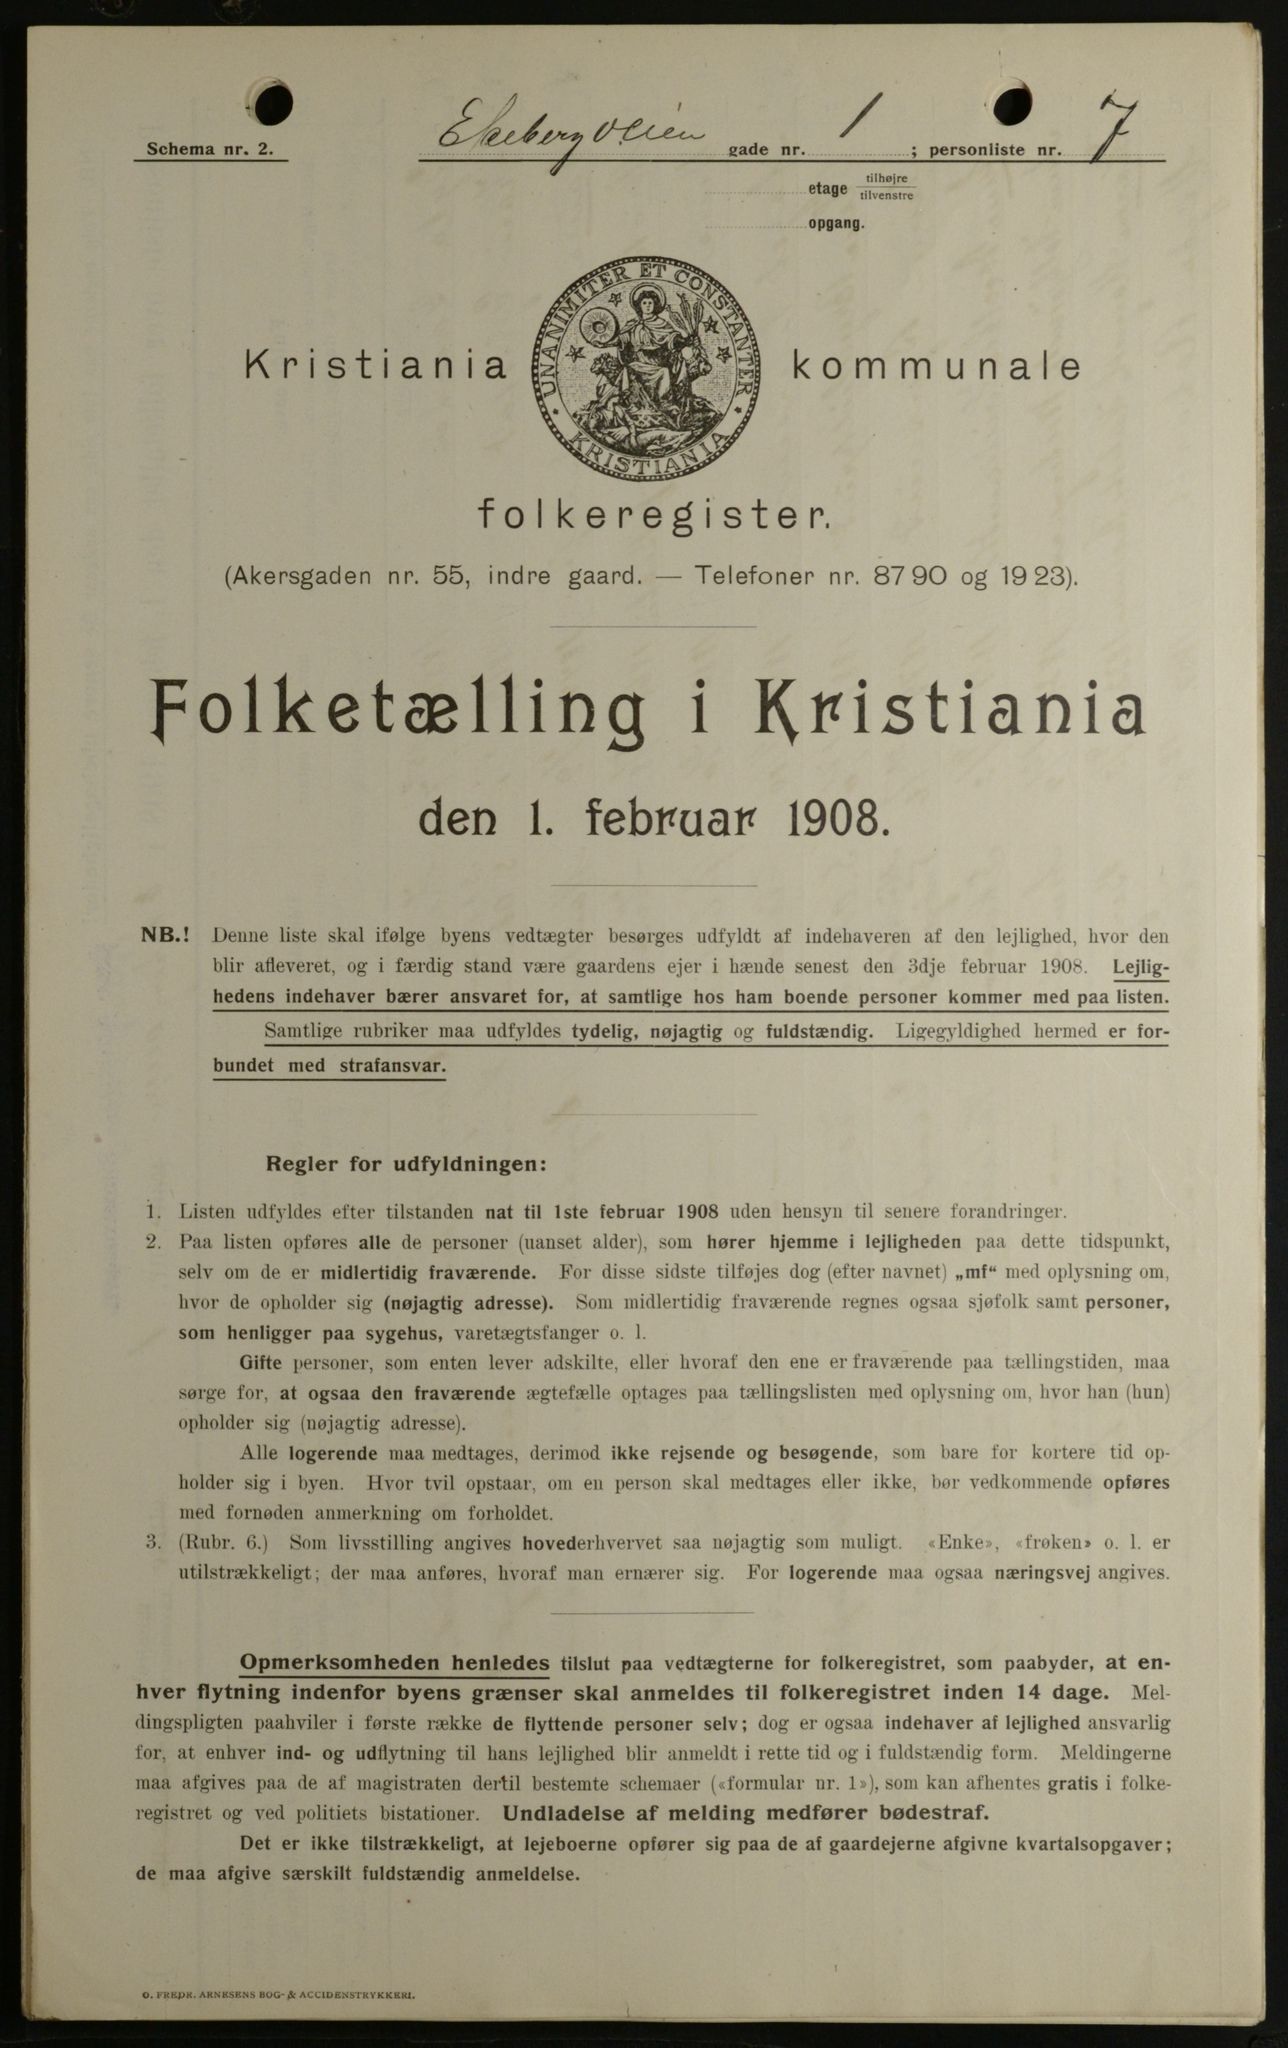 Schema nr. 2. Ekebergveien gade nr. 1 ; personliste nr. 7
etage tilhøjre
tilvenstre
opgang.
UNANIMITER ET CONSTANTER
KRISTIANIA
Kristiania kommunale
folkeregister.
(Akersgaden nr. 55, indre gaard. — Telefoner nr. 8790 og 1923).
Folketælling i Kristiania
den 1. februar 1908.
NB.! Denne liste skal ifølge byens vedtægter besørges udfyldt af indehaveren af den lejlighed, hvor den
blir afleveret, og i færdig stand være gaardens ejer i hænde senest den 3dje februar 1908. Lejlig-
hedens indehaver bærer ansvaret for, at samtlige hos ham boende personer kommer med paa listen.
Samtlige rubriker maa udfyldes tydelig, nøjagtig og fuldstændig. Ligegyldighed hermed er for-
bundet med strafansvar.
Regler for udfyldningen:
1. Listen udfyldes efter tilstanden nat til 1ste februar 1908 uden hensyn til senere forandringer.
2. Paa listen opføres alle de personer (uanset alder), som hører hjemme i lejligheden paa dette tidspunkt,
selv om de er midlertidig fraværende. For disse sidste tilføjes dog (efter navnet) „mf“ med oplysning om,
hvor de opholder sig (nøjagtig adresse). Som midlertidig fraværende regnes ogsaa sjøfolk samt personer,
som henligger paa sygehus, varetægtsfanger o. l.
Gifte personer, som enten lever adskilte, eller hvoraf den ene er fraværende paa tællingstiden, maa
sørge for, at ogsaa den fraværende ægtefælle optages paa tællingslisten med oplysning om, hvor han (hun)
opholder sig (nøjagtig adresse).
Alle logerende maa medtages, derimod ikke rejsende og besøgende, som bare for kortere tid op-
holder sig i byen. Hvor tvil opstaar, om en person skal medtages eller ikke, bør vedkommende opføres
med fornøden anmerkning om forholdet.
3. (Rubr. 6.) Som livsstilling angives hovederhvervet saa nøjagtig som muligt. «Enke», «frøken» o. l. er
utilstrækkeligt; der maa anføres, hvoraf man ernærer sig. For logerende maa ogsaa næringsvej angives.
Opmerksomheden henledes tilslut paa vedtægterne for folkeregistret, som paabyder, at en-
hver flytning indenfor byens grænser skal anmeldes til folkeregistret inden 14 dage. Mel-
dingspligten paahviler i første række de flyttende personer selv; dog er ogsaa indehaver af lejlighed ansvarlig
for, at enhver ind- og udflytning til hans lejlighed blir anmeldt i rette tid og i fuldstændig form. Meldingerne
maa afgives paa de af magistraten dertil bestemte schemaer («formular nr. 1»), som kan afhentes gratis i folke-
registret og ved politiets bistationer. Undladelse af melding medfører bødestraf.
Det er ikke tilstrækkeligt, at lejeboerne opfører sig paa de af gaardejerne afgivne kvartalsopgaver;
de maa afgive særskilt fuldstændig anmeldelse.
O. FREDR. ARNESENS BOG- & ACCIDENSTRYKKERI.